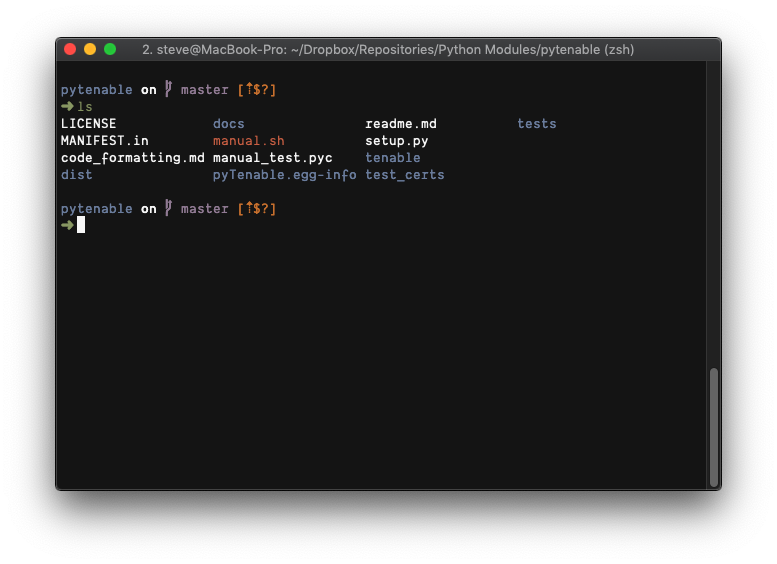 2. steve@MacBook-Pro: ~/Dropbox/Repositories/Python Modules/pytenable (zsh)
pytenable on master [⇡$?]
➜ ls
LICENSE docs readme.md tests
MANIFEST.in manual.sh setup.py
code_formatting.md manual_test.pyc tenable
dist pyTenable.egg-info test_certs
pytenable on master [⇡$?]
➜